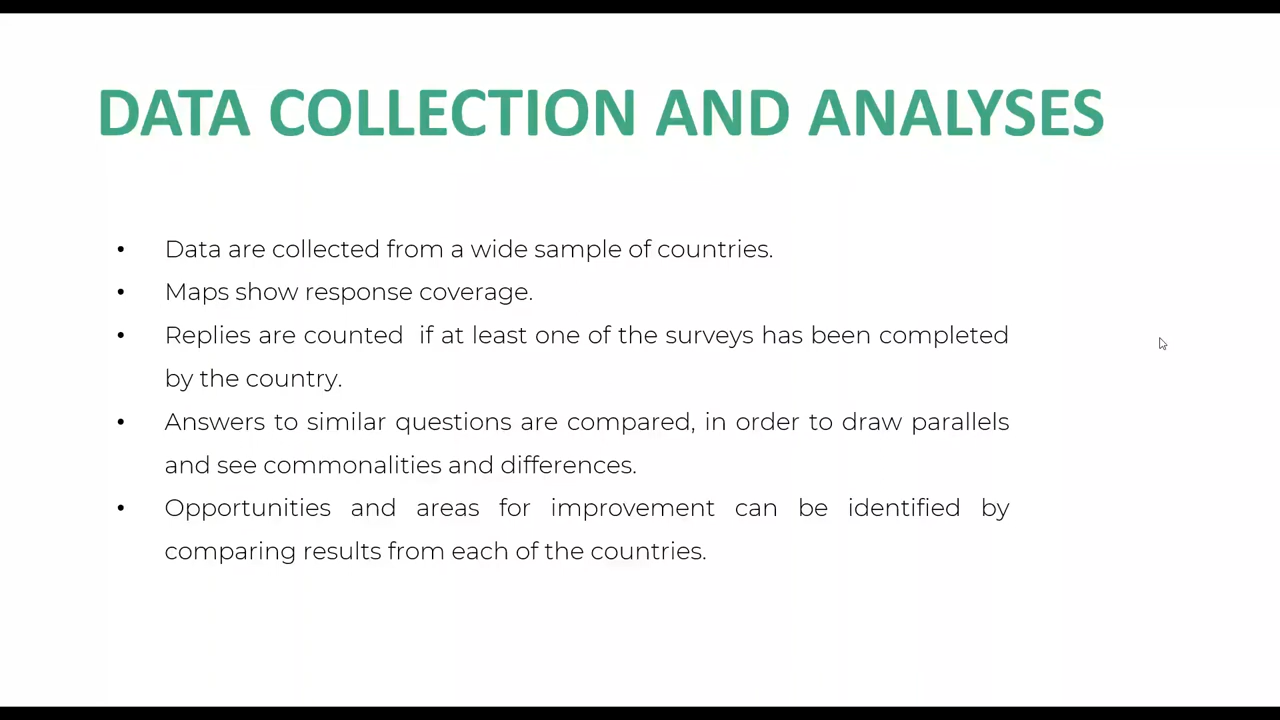 DATA COLLECTION AND ANALYSES
• Data are collected from a wide sample of countries.
• Maps show response coverage.
• Replies are counted  if at least one of the surveys has been completed
by the country.
• Answers to similar questions are compared, in order to draw parallels
and see commonalities and differences.
• Opportunities and areas for improvement can be identified by
comparing results from each of the countries.